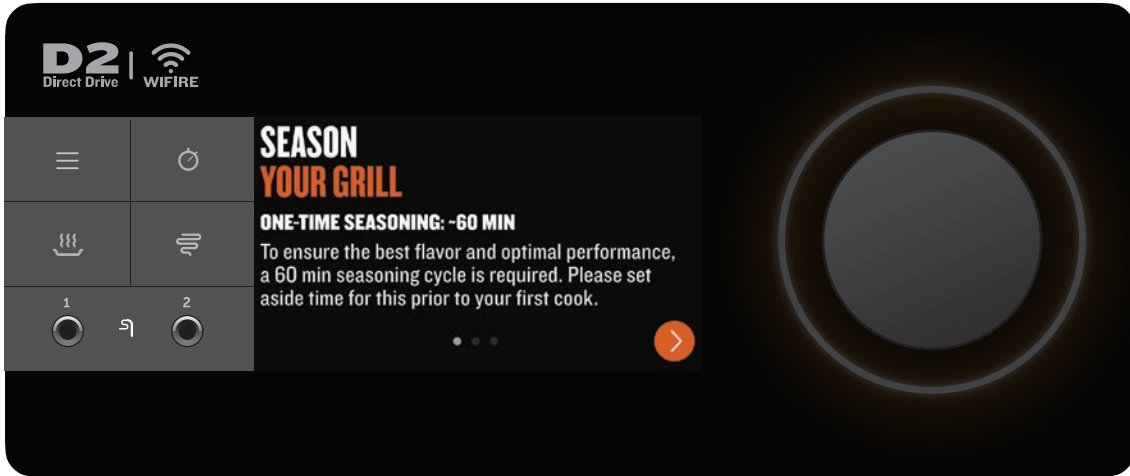 D2
Direct Drive
WIFIRE
SEASON
YOUR GRILL
ONE-TIME SEASONING: ~60 MIN
To ensure the best flavor and optimal performance,
a 60 min seasoning cycle is required. Please set
aside time for this prior to your first cook.
1 2